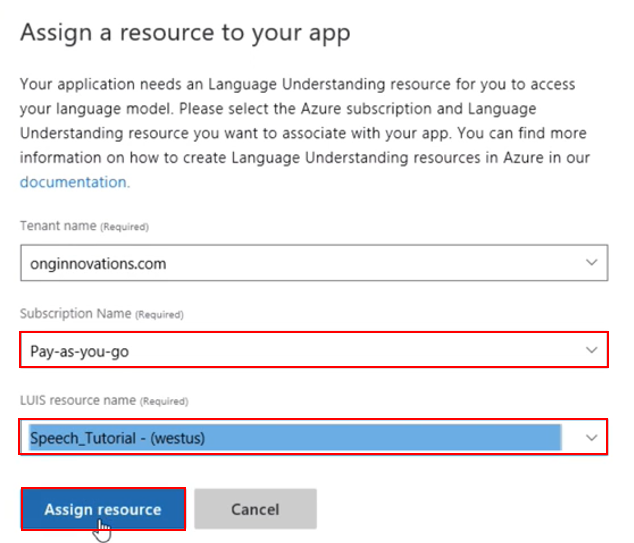 Assign a resource to your app
Your application needs an Language Understanding resource for you to access
your language model. Please select the Azure subscription and Language
Understanding resource you want to associate with your app. You can find more
information on how to create Language Understanding resources in Azure in our
documentation.
Tenant name (Required)
onginnovations.com
Subscription Name (Required)
Pay-as-you-go
LUIS resource name (Required)
Speech_Tutorial - (westus)
Assign resource
Cancel